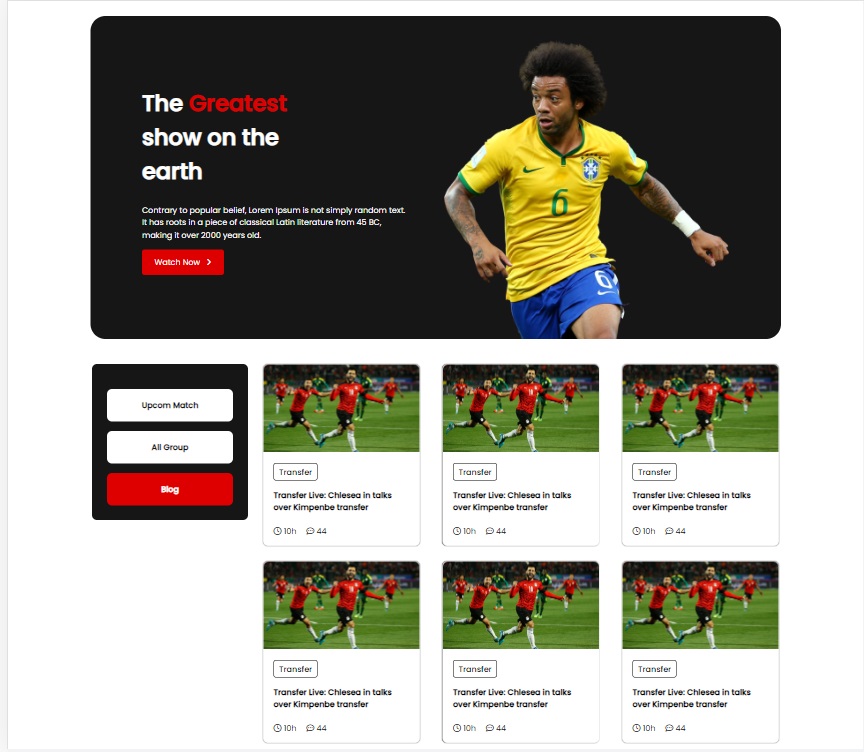 The Greatest
show on the
earth
Contrary to popular belief, Lorem Ipsum is not simply random text.
It has roots in a piece of classical Latin literature from 45 BC,
making it over 2000 years old.
Watch Now
6
6
Upcom Match
All Group
Blog
Transfer
Transfer Live: Chlesea in talks
over Kimpenbe transfer
10h 44
Transfer
Transfer Live: Chlesea in talks
over Kimpenbe transfer
10h 44
Transfer
Transfer Live: Chlesea in talks
over Kimpenbe transfer
10h 44
Transfer
Transfer Live: Chlesea in talks
over Kimpenbe transfer
10h 44
Transfer
Transfer Live: Chlesea in talks
over Kimpenbe transfer
10h 44
Transfer
Transfer Live: Chlesea in talks
over Kimpenbe transfer
10h 44